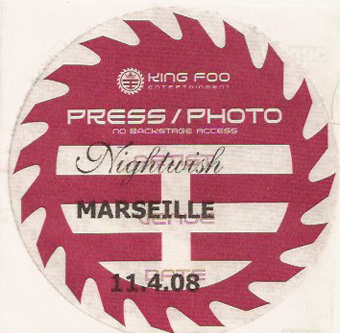 KING FOO
ENTERTAINMENT
PRESS / PHOTO
NO BACKSTAGE ACCESS
Nightwish
MARSEILLE
VENUE
DATE
11.4.08